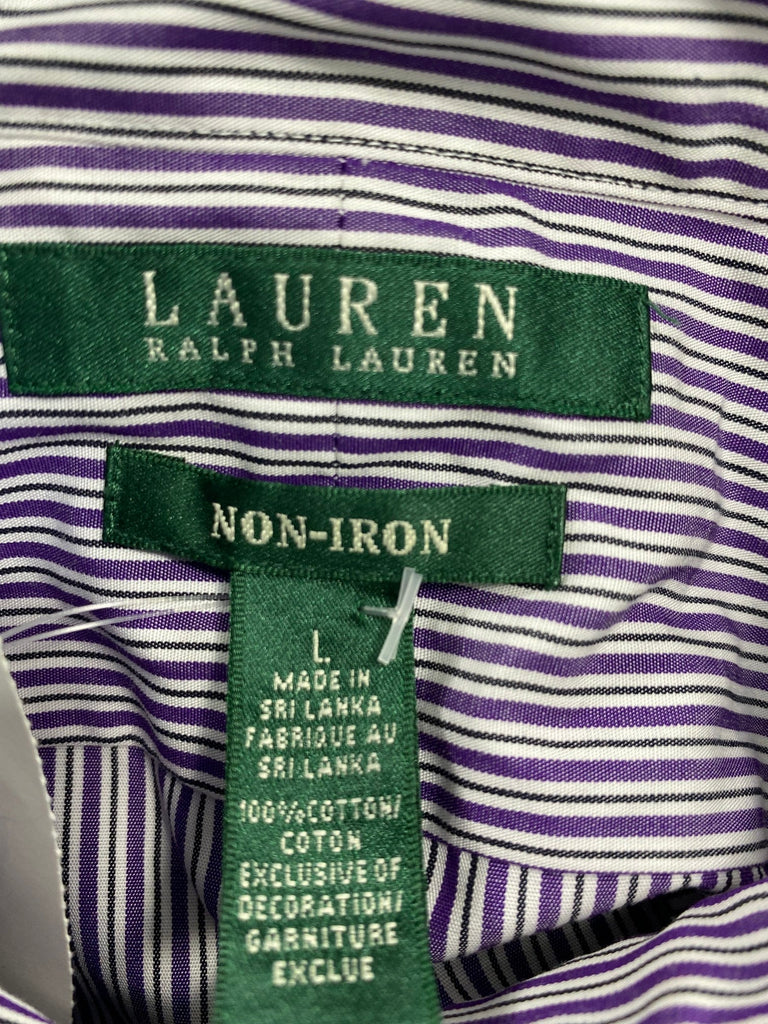 LAUREN
RALPH LAUREN
NON-IRON
L
MADE IN
SRI LANKA
FABRIQUE AU
SRI LANKA
100% COTTON/
COTON
EXCLUSIVE OF
DECORATION/
GARNITURE
EXCLUE